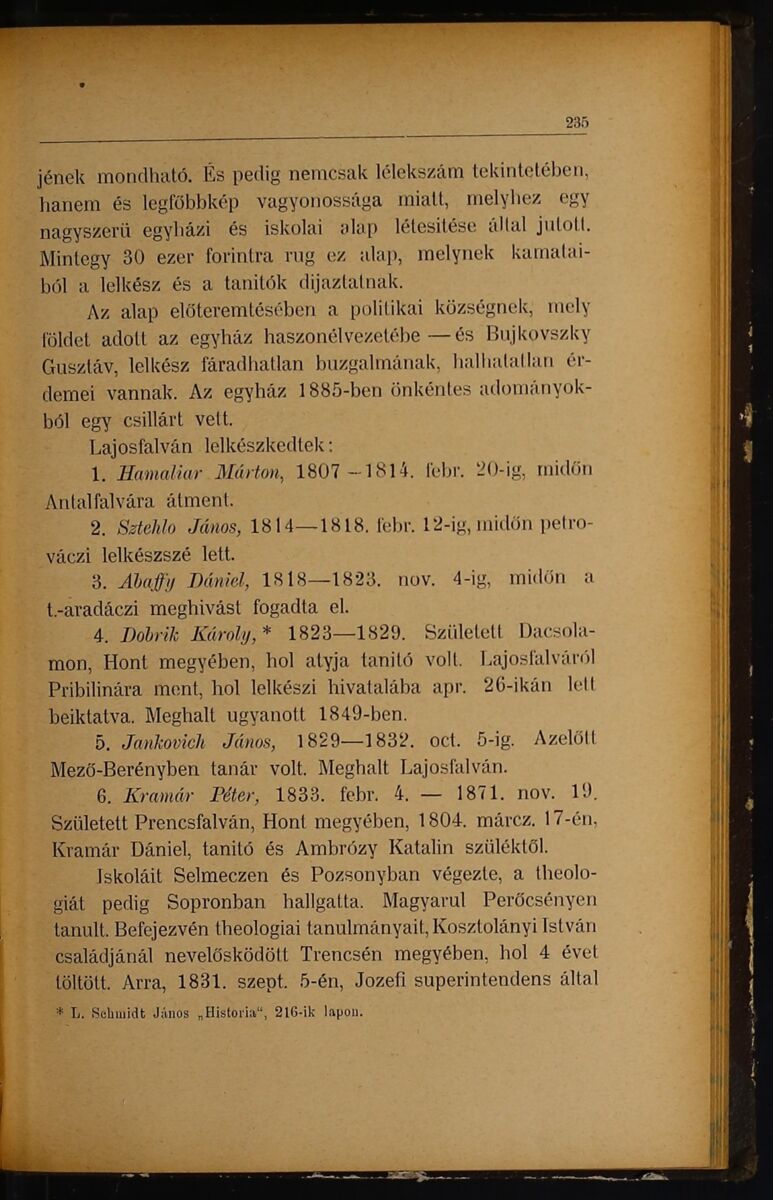 235
jének mondható. És pedig nemcsak lélekszám tekintetében,
hanem és legfőbbkép vagyonossága miatt, melyhez egy
nagyszerü egyházi és iskolai alap létesitése által jutott.
Mintegy 30 ezer forintra rug ez alap, melynek kamatai-
ból a lelkész és a tanitók dijaztatnak.
Az alap előteremtésében a politikai községnek, mely
földet adott az egyház haszonélvezetébe — és Bujkovszky
Gusztáv, lelkész fáradhatlan buzgalmának, halhatatlan ér-
demei vannak. Az egyház 1885-ben önkéntes adományok-
ból egy csillárt vett.
Lajosfalván lelkészkedtek:
1. Hamaliar Márton, 1807 — 1814. febr. 20-ig, midőn
Antalfalvára átment.
2. Sztehlo János, 1814—1818. febr. 12-ig, midőn petro-
váczi lelkészszé lett.
3. Abaffy Dániel, 1818—1823. nov. 4-ig, midőn a
t.-aradáczi meghivást fogadta el.
4. Dobrik Károly, * 1823—1829. Született Dacsola-
mon, Hont megyében, hol atyja tanitó volt. Lajosfalváról
Pribilinára ment, hol lelkészi hivatalába apr. 26-ikán lett
beiktatva. Meghalt ugyanott 1849-ben.
5. Jankovich János, 1829—1832. oct. 5-ig. Azelőtt
Mező-Berényben tanár volt. Meghalt Lajosfalván.
6. Kramár Péter, 1833. febr. 4. — 1871. nov. 19.
Született Prencsfalván, Hont megyében, 1804. márcz. 17-én,
Kramár Dániel, tanitó és Ambrózy Katalin szüléktől.
Iskoláit Selmeczen és Pozsonyban végezte, a theolo-
giát pedig Sopronban hallgatta. Magyarul Perőcsényen
tanult. Befejezvén theologiai tanulmányait, Kosztolányi István
családjánál nevelősködött Trencsén megyében, hol 4 évet
töltött. Arra, 1831. szept. 5-én, Jozefi superintendens által
* L. Schmidt János „Historia“, 216-ik lapon.